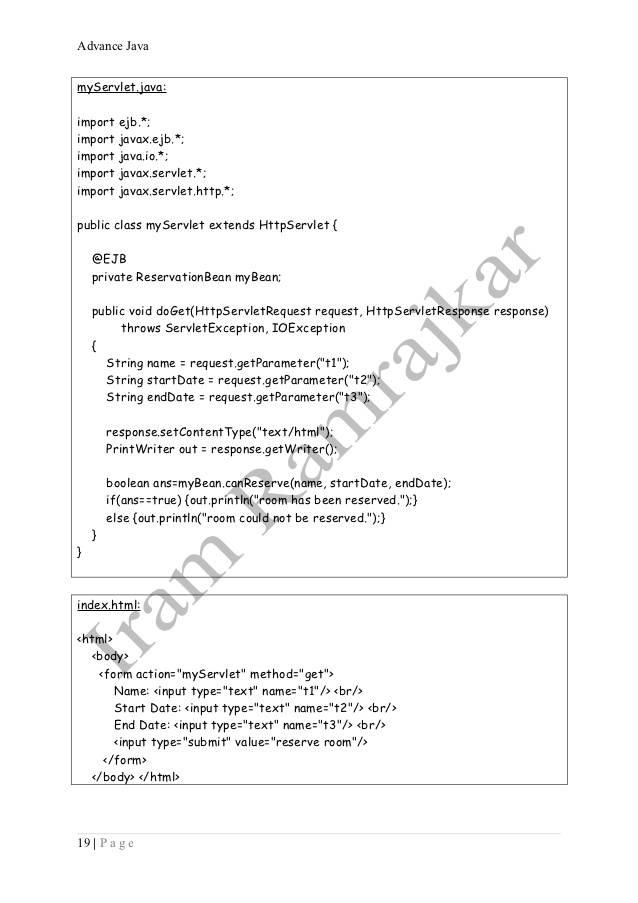 Advance Java
myServlet.java:
import ejb.*;
import javax.ejb.*;
import java.io.*;
import javax.servlet.*;
import javax.servlet.http.*;
public class myServlet extends HttpServlet {
@EJB
private ReservationBean myBean;
public void doGet(HttpServletRequest request, HttpServletResponse response)
throws ServletException, IOException
{
String name = request.getParameter("t1");
String startDate = request.getParameter("t2");
String endDate = request.getParameter("t3");
response.setContentType("text/html");
PrintWriter out = response.getWriter();
boolean ans=myBean.canReserve(name, startDate, endDate);
if(ans==true) {out.println("room has been reserved.");}
else {out.println("room could not be reserved.");}
}
}
Iram Ramrajkar
index.html:
<html>
<body>
<form action="myServlet" method="get">
Name: <input type="text" name="t1"/> <br/>
Start Date: <input type="text" name="t2"/> <br/>
End Date: <input type="text" name="t3"/> <br/>
<input type="submit" value="reserve room"/>
</form>
</body> </html>
19 | P a g e